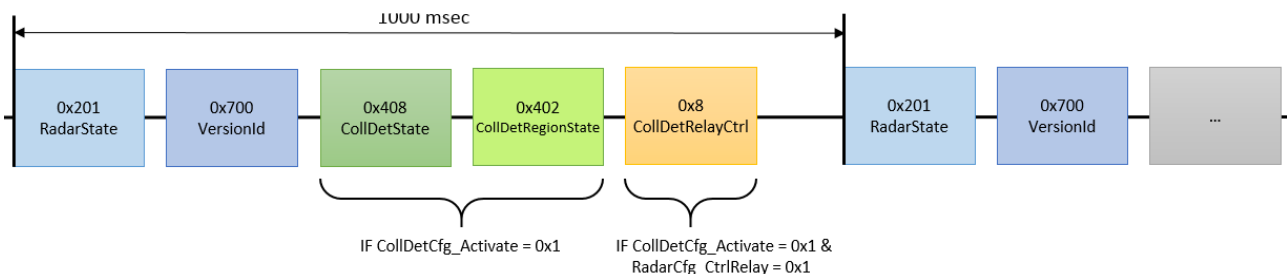 1000 msec
0x201
RadarState
0x700
VersionId
0x408
CollDetState
0x402
CollDetRegionState
0x8
CollDetRelayCtrl
0x201
RadarState
0x700
VersionId
...
IF CollDetCfg_Activate = 0x1
IF CollDetCfg_Activate = 0x1 &
RadarCfg_CtrlRelay = 0x1